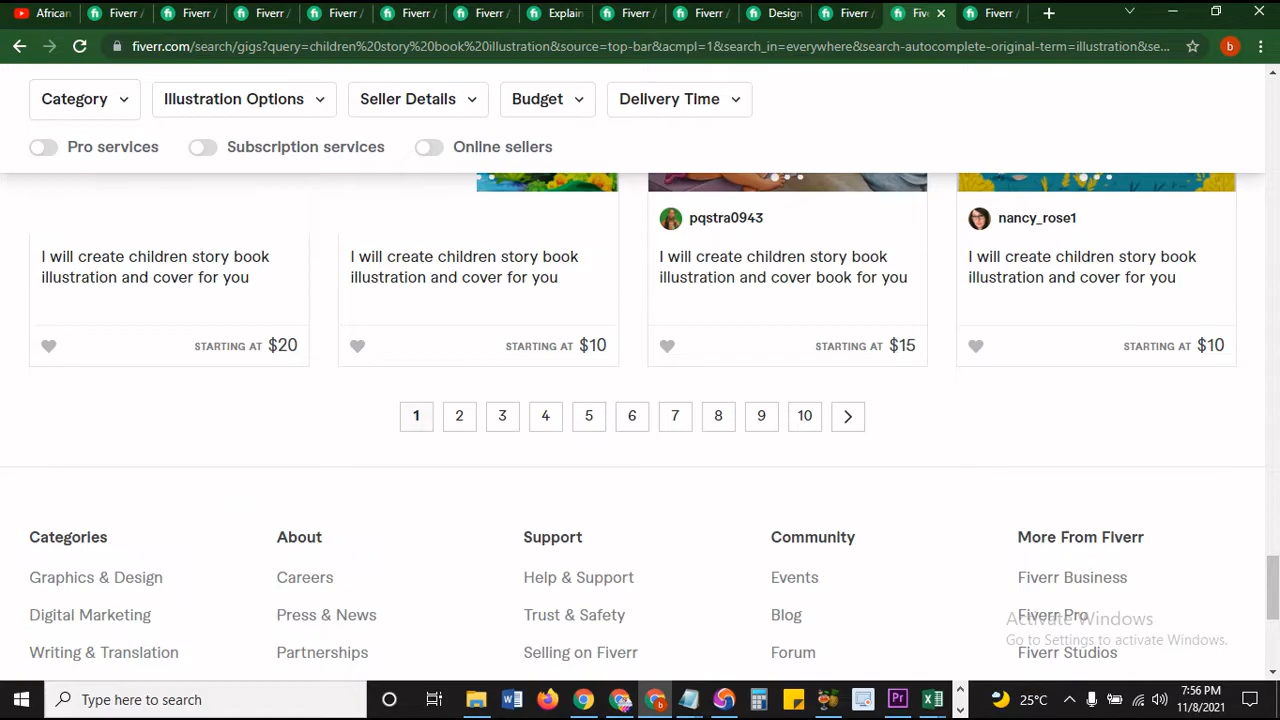 African
Fiverr /
Fiverr /
Fiverr /
Fiverr /
Fiverr /
Fiverr /
Explain
Fiverr /
Fiverr /
Design
Fiverr /
Five
Fiverr /
fiverr.com/search/gigs?query=children%20story%20book%20illustration&source=top-bar&acmpl=1&search_in=everywhere&search-autocomplete-original-term=illustration&se...
b
Category
Illustration Options
Seller Details
Budget
Delivery Time
Pro services
Subscription services
Online sellers
pqstra0943
nancy_rose1
I will create children story book
illustration and cover for you
I will create children story book
illustration and cover for you
I will create children story book
illustration and cover book for you
I will create children story book
illustration and cover for you
STARTING AT $20
STARTING AT $10
STARTING AT $15
STARTING AT $10
1 2 3 4 5 6 7 8 9 10
Categories
About
Support
Community
More From Fiverr
Graphics & Design
Careers
Help & Support
Events
Fiverr Business
Digital Marketing
Press & News
Trust & Safety
Blog
Fiverr Pro
Activate Windows
Go to Settings to activate Windows.
Writing & Translation
Partnerships
Selling on Fiverr
Forum
Fiverr Studios
Type here to search
25°C
7:56 PM
11/8/2021